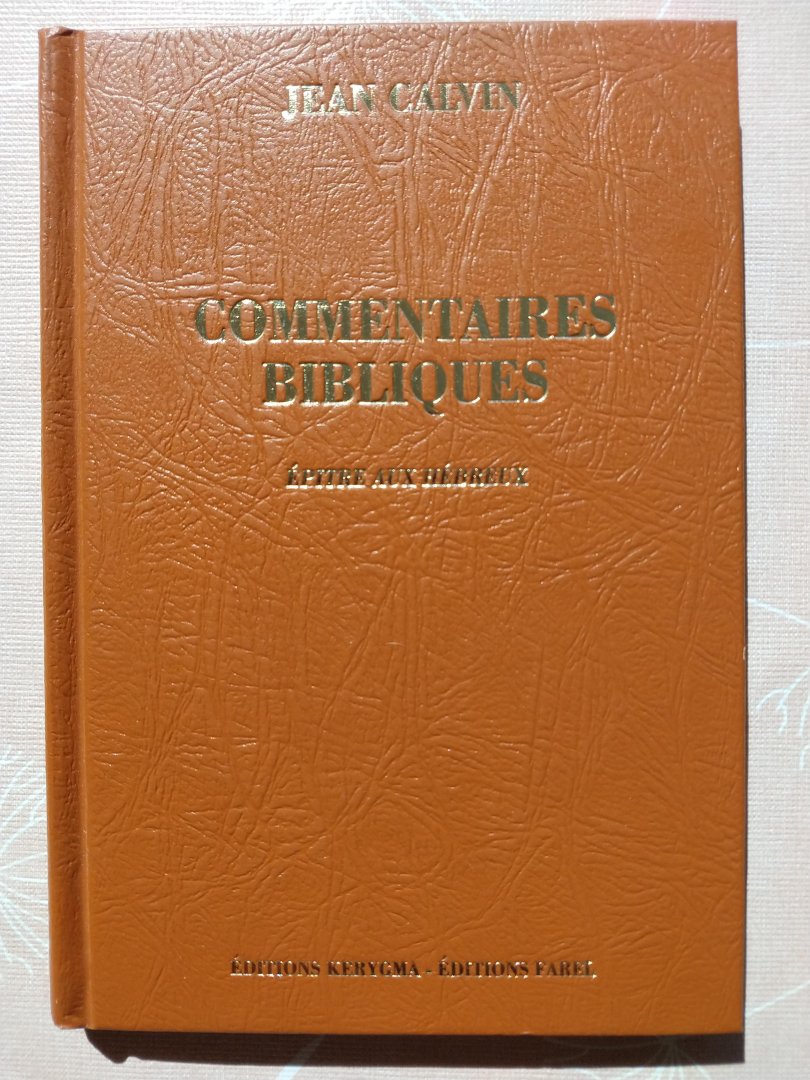 JEAN CALVIN
COMMENTAIRES
BIBLIQUES
ÉPITRE AUX HÉBREUX
ÉDITIONS KERYGMA - ÉDITIONS FAREL